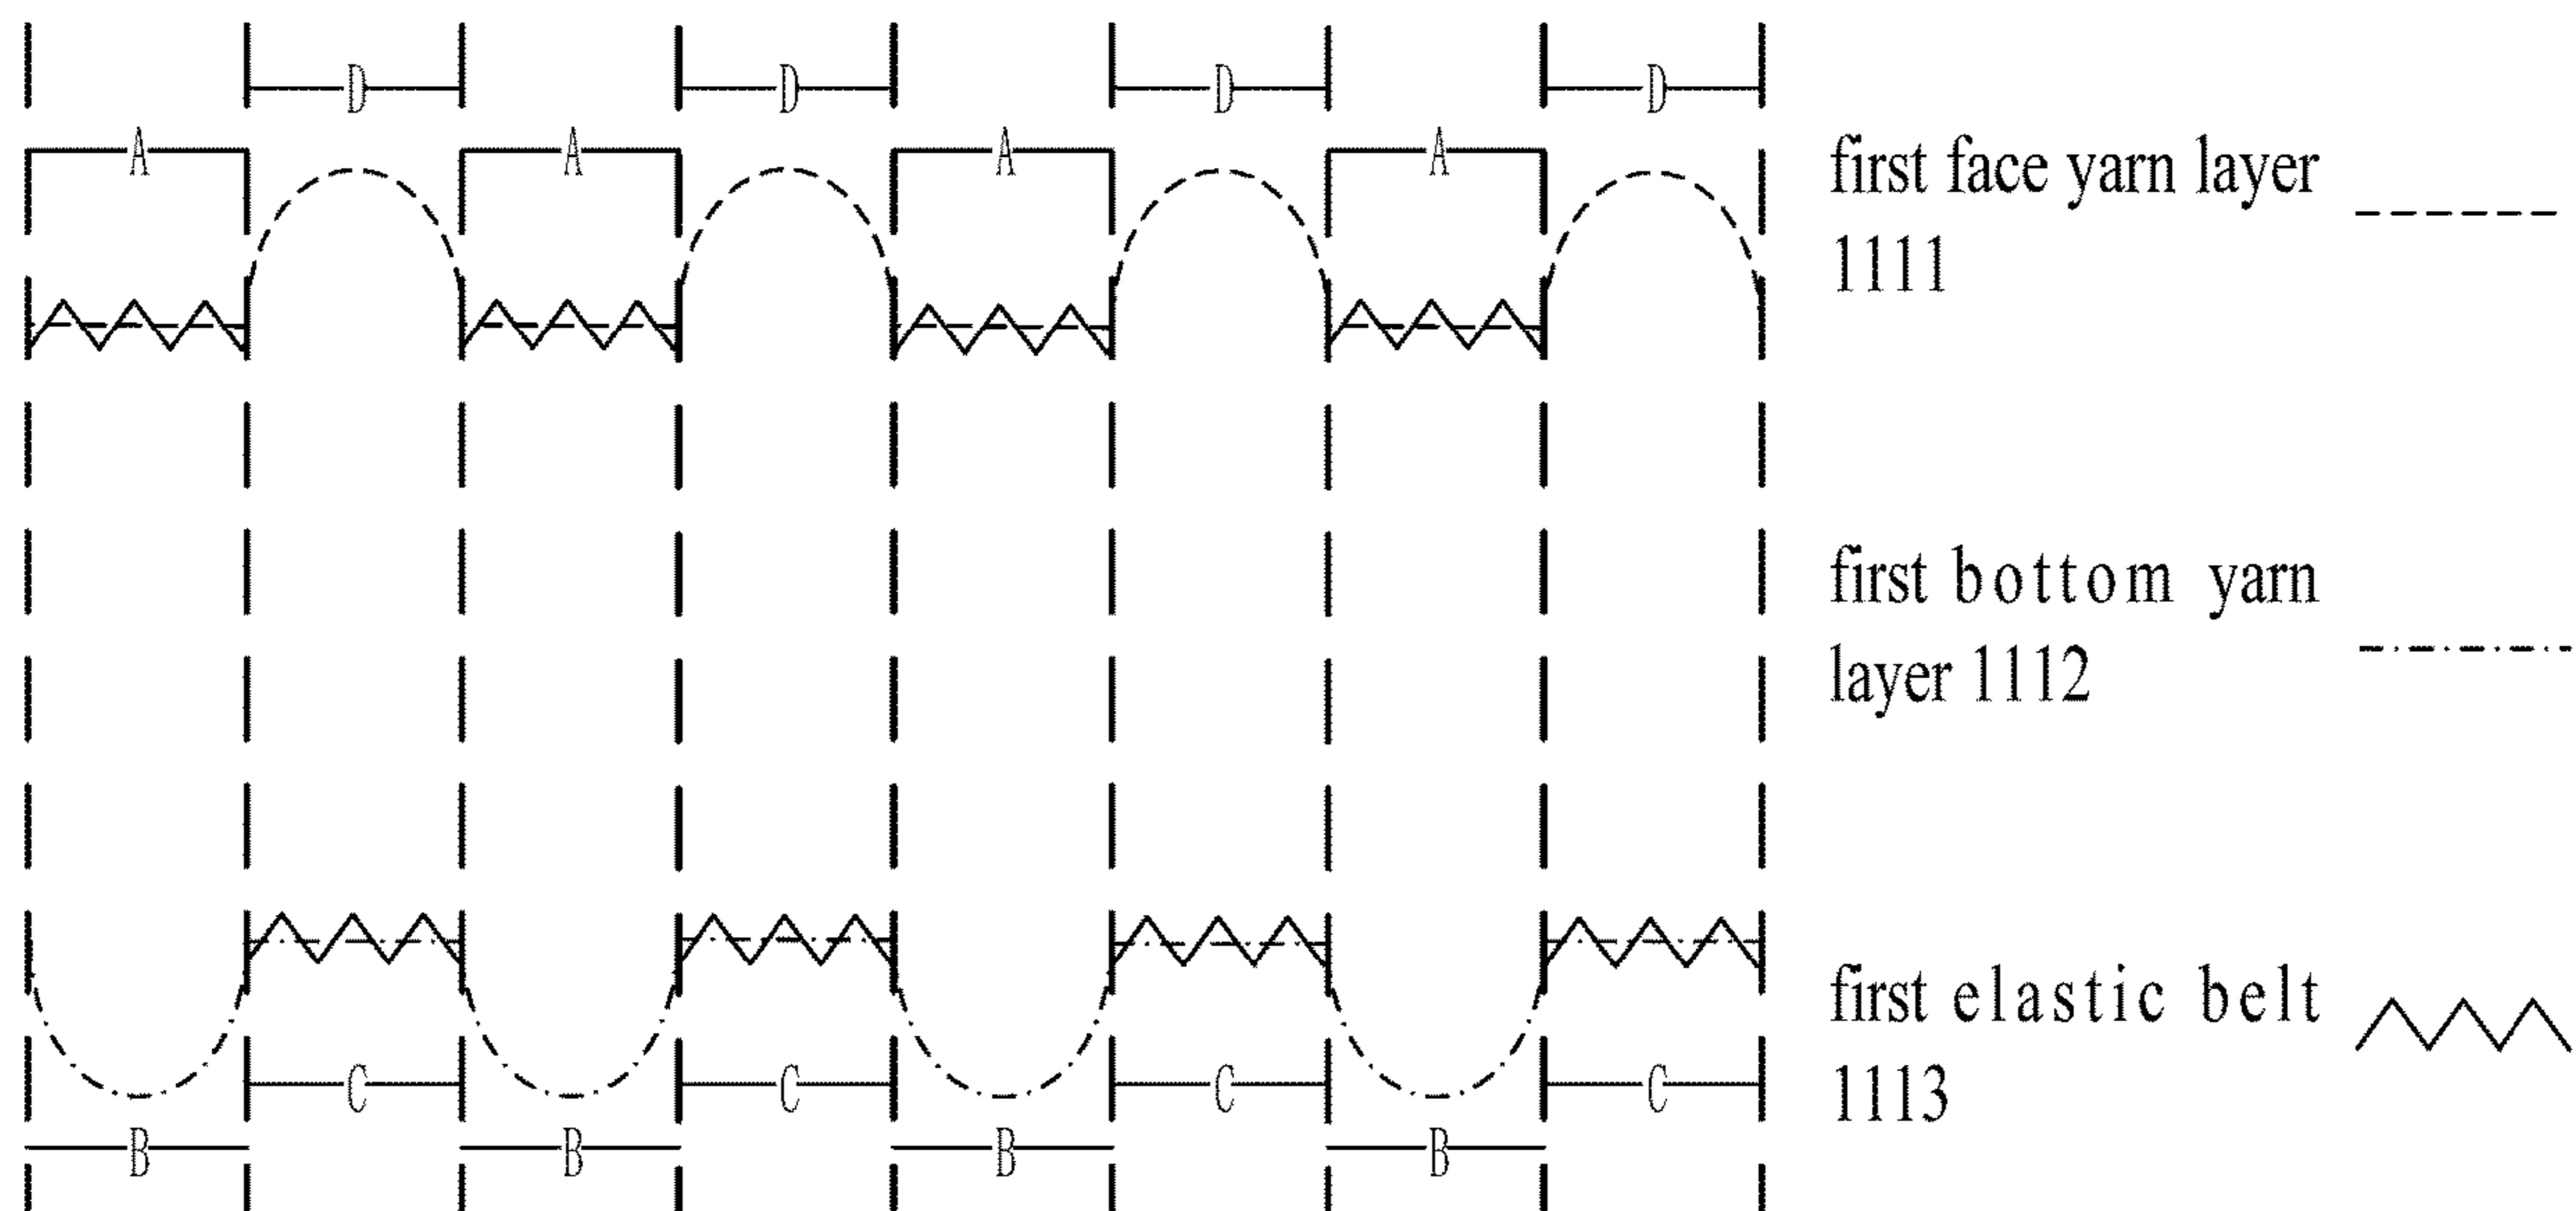 D D D D
A A A A
first face yarn layer
1111
first bottom yarn
layer 1112
first elastic belt
1113
C C C C
B B B B